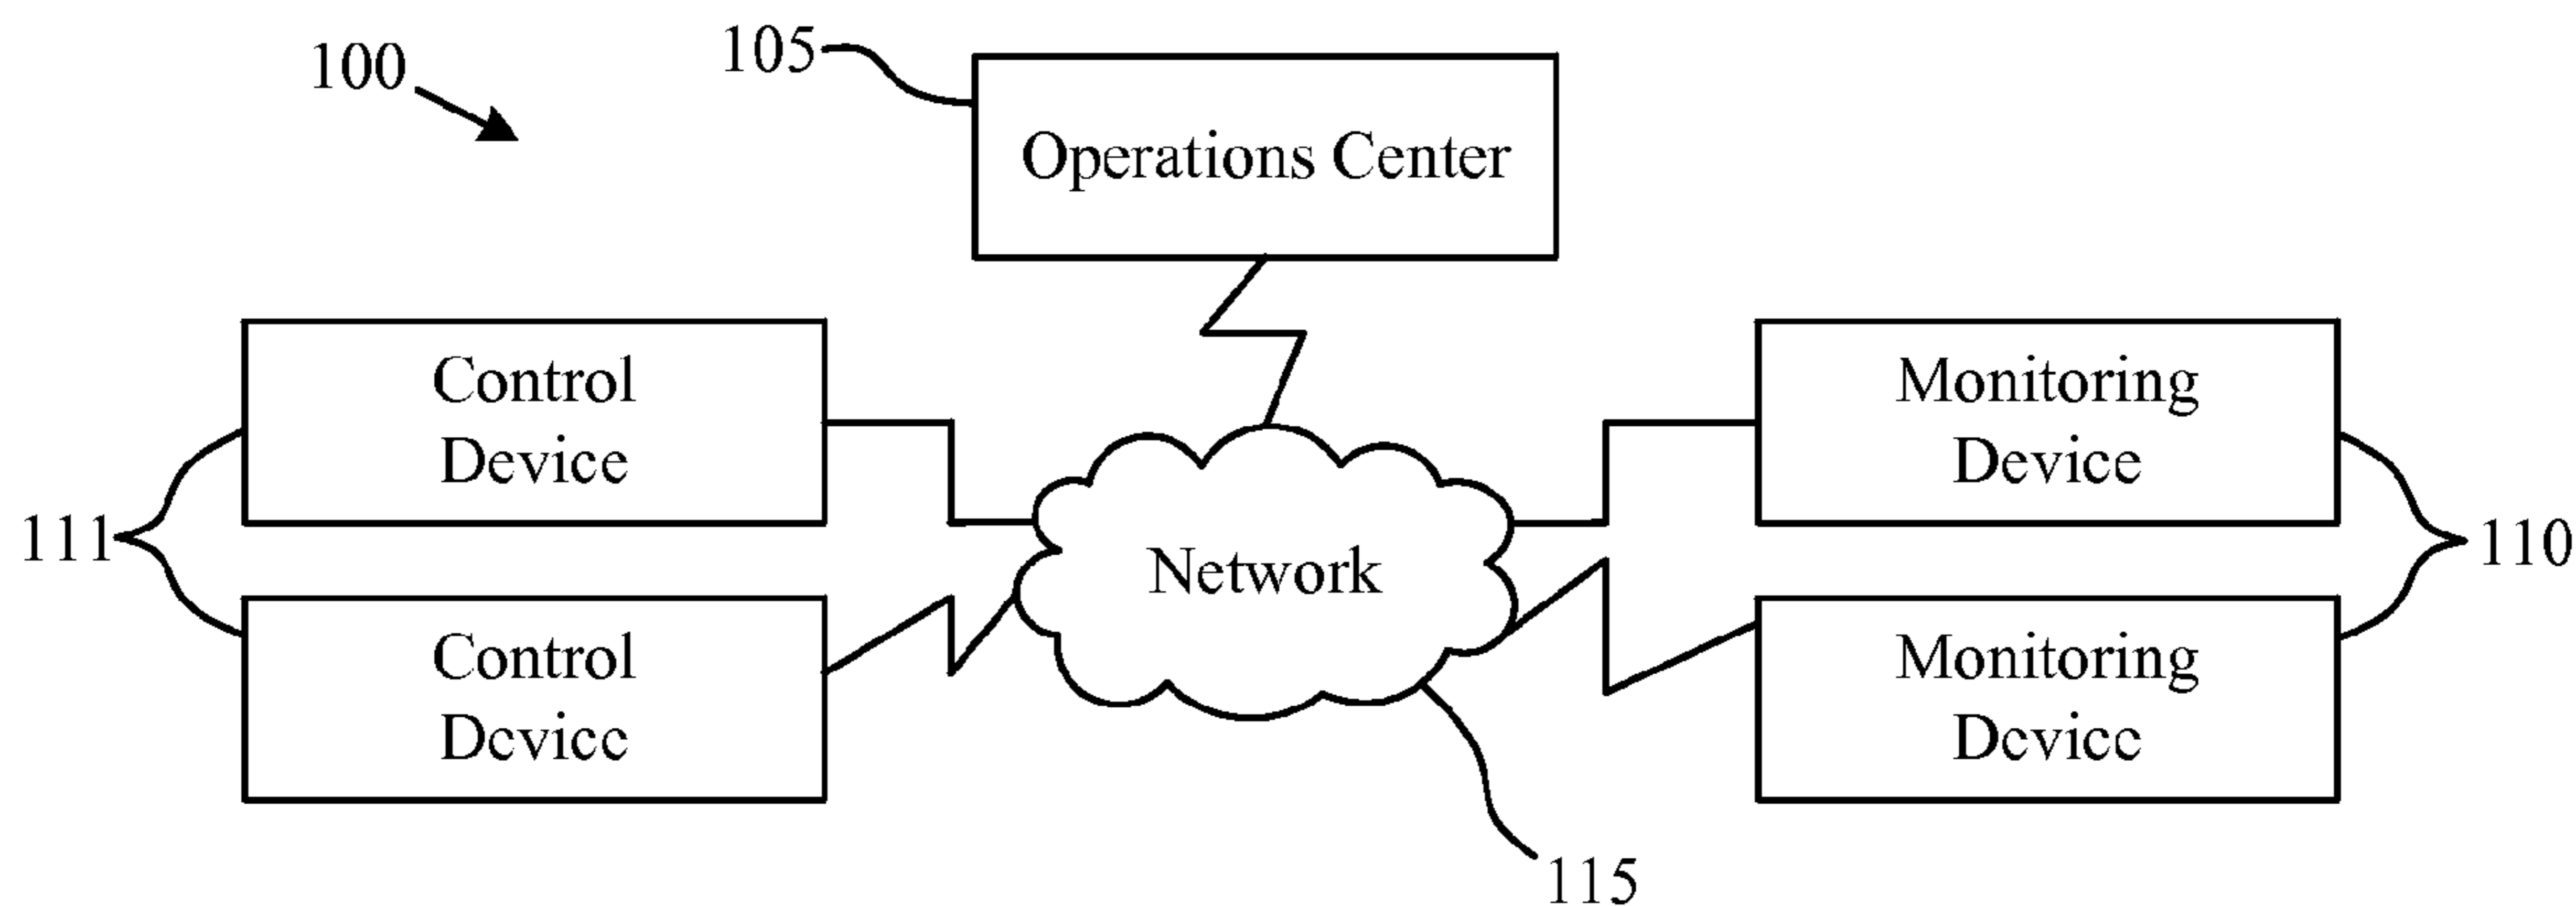 100
105
Operations Center
Control
Device
Monitoring
Device
111
Network
110
Control
Device
Monitoring
Device
115